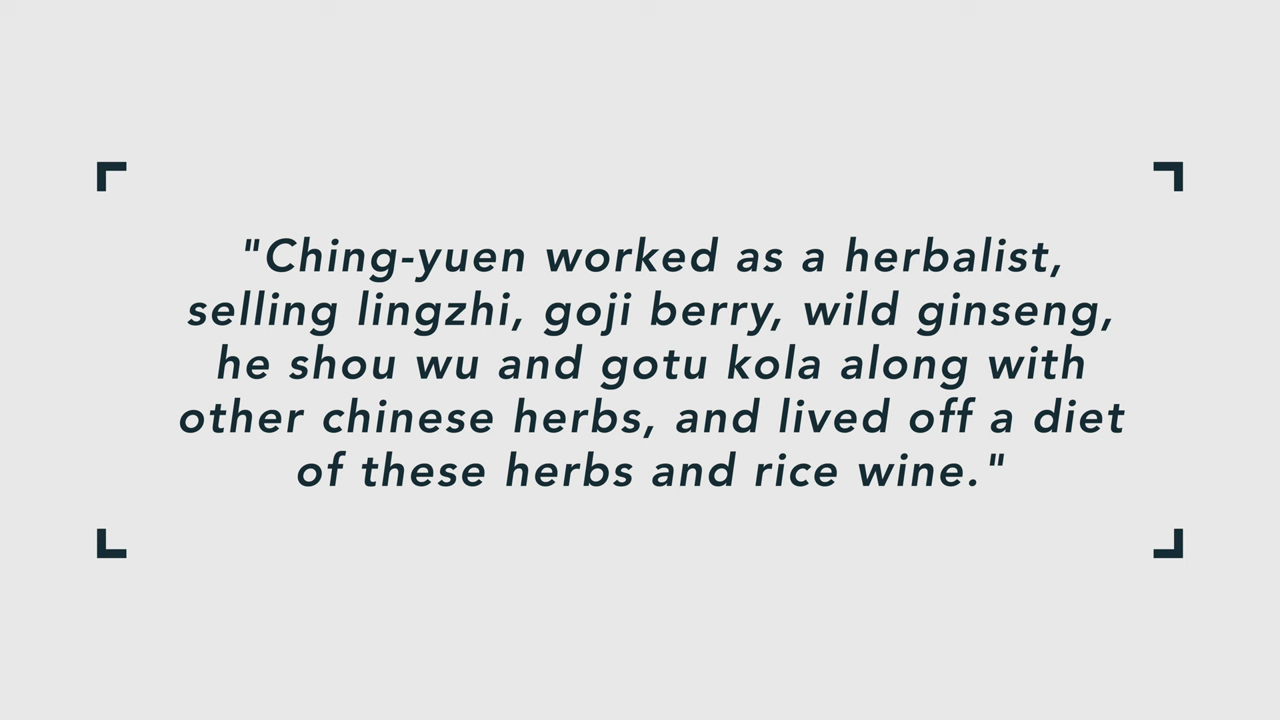 "Ching-yuen worked as a herbalist,
selling lingzhi, goji berry, wild ginseng,
he shou wu and gotu kola along with
other chinese herbs, and lived off a diet
of these herbs and rice wine."